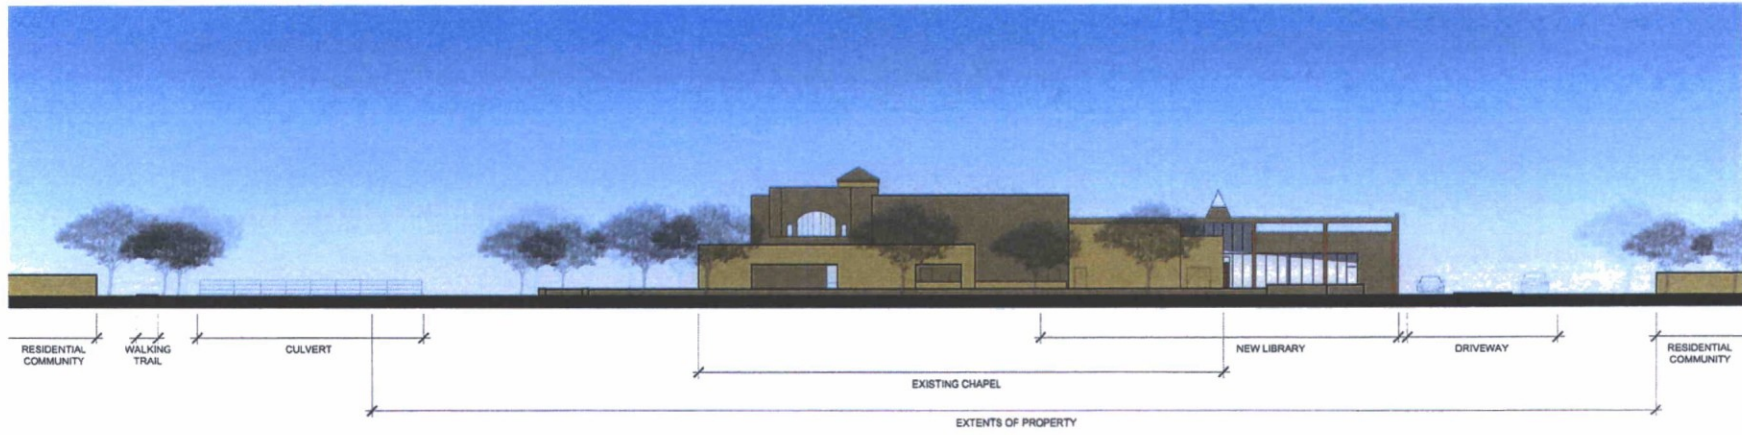 RESIDENTIAL
COMMUNITY
WALKING
TRAIL
CULVERT
NEW LIBRARY
DRIVEWAY
RESIDENTIAL
COMMUNITY
EXISTING CHAPEL
EXTENTS OF PROPERTY